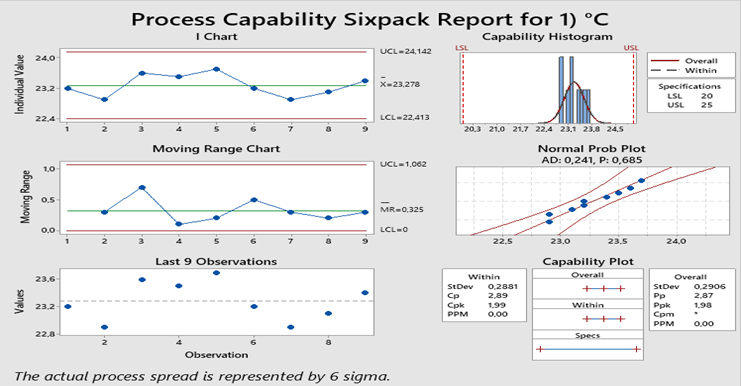 Process Capability Sixpack Report for 1) °C
I Chart
Individual Value
24,0
23,2
22,4
UCL=24,142
X=23,278
LCL=22,413
1 2 3 4 5 6 7 8 9
Capability Histogram
LSL USL
20,3 21,0 21,7 22,4 23,1 23,8 24,5
Overall
Within
Specifications
LSL 20
USL 25
Moving Range Chart
Moving Range
1,0
0,5
0,0
UCL=1,062
MR=0,325
LCL=0
1 2 3 4 5 6 7 8 9
Normal Prob Plot
AD: 0,241, P: 0,685
22,5 23,0 23,5 24,0
Last 9 Observations
Values
23,6
23,2
22,8
2 4 6 8
Observation
Capability Plot
Within
StDev 0,2881
Cp 2,89
Cpk 1,99
PPM 0,00
Overall
Within
Specs
Overall
StDev 0,2906
Pp 2,87
Ppk 1,98
Cpm *
PPM 0,00
The actual process spread is represented by 6 sigma.